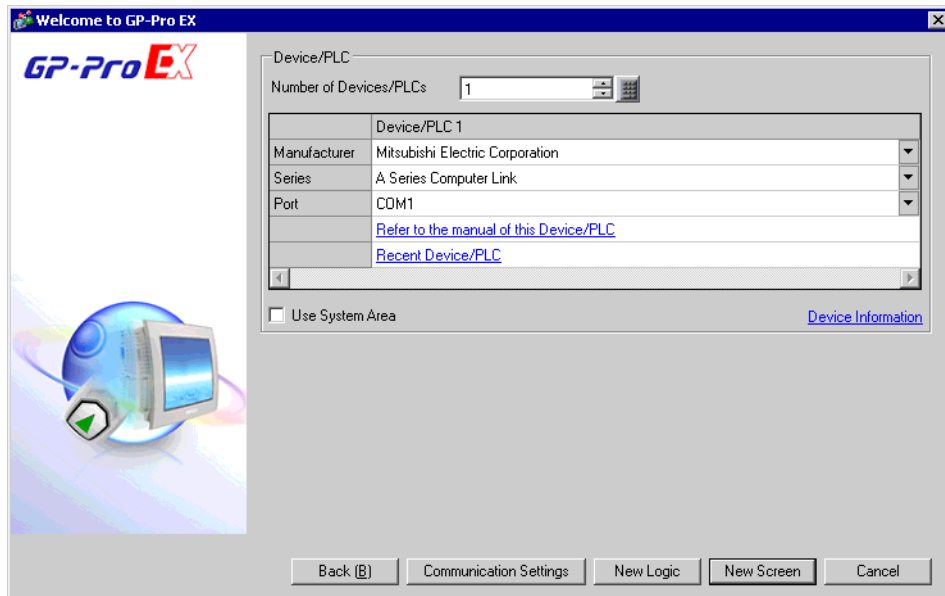 Welcome to GP-Pro EX
GP-Pro EX
Device/PLC
Number of Devices/PLCs 1
Device/PLC 1
Manufacturer Mitsubishi Electric Corporation
Series A Series Computer Link
Port COM1
Refer to the manual of this Device/PLC
Recent Device/PLC
Use System Area Device Information
Back (B) Communication Settings New Logic New Screen Cancel